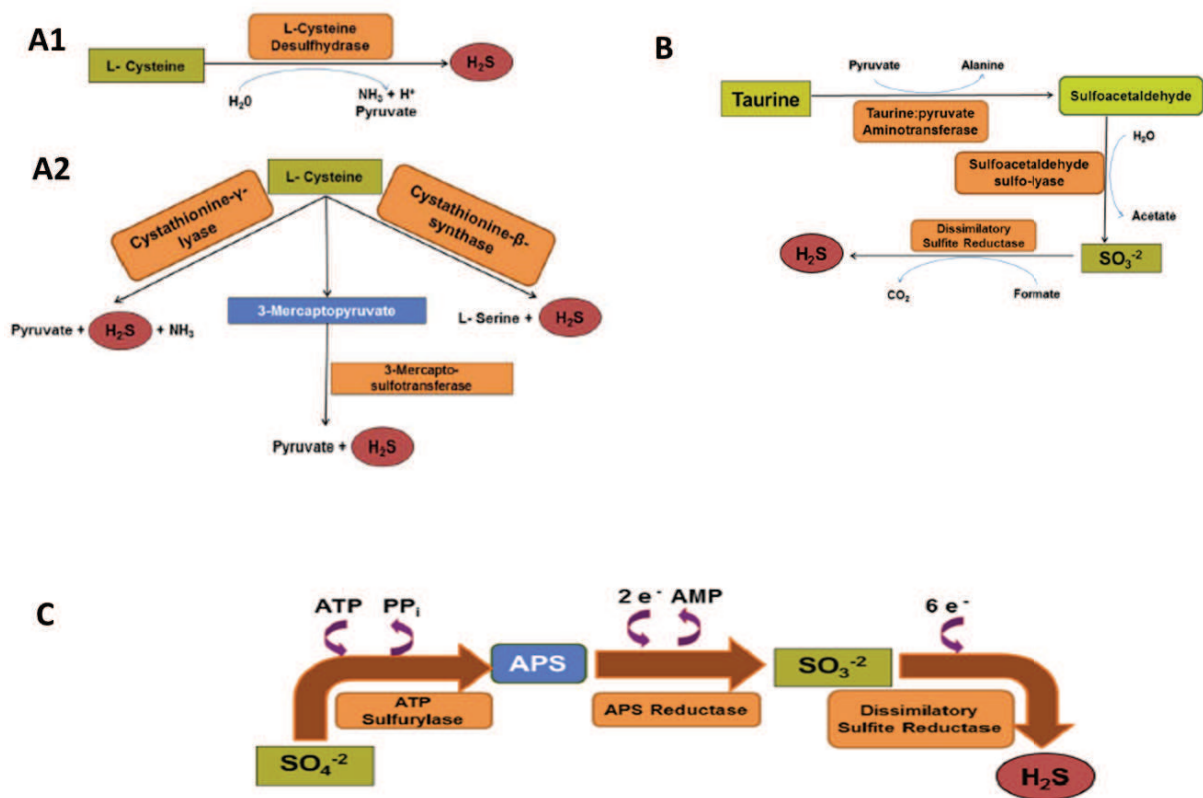 A1
L-Cysteine
Desulfhydrase
L- Cysteine
H₂S
H₂0
NH₃ + H⁺
Pyruvate
A2
L- Cysteine
Cystathionine-γ-
lyase
Cystathionine-β-
synthase
Pyruvate + H₂S + NH₃
3-Mercaptopyruvate
L- Serine + H₂S
3-Mercapto-
sulfotransferase
Pyruvate + H₂S
B
Pyruvate
Alanine
Taurine
Sulfoacetaldehyde
Taurine:pyruvate
Aminotransferase
H₂O
Sulfoacetaldehyde
sulfo-lyase
Acetate
Dissimilatory
Sulfite Reductase
H₂S
SO₃⁻²
CO₂
Formate
C
ATP
PPᵢ
2 e⁻
AMP
6 e⁻
APS
SO₃⁻²
ATP
Sulfurylase
APS Reductase
Dissimilatory
Sulfite Reductase
SO₄⁻²
H₂S